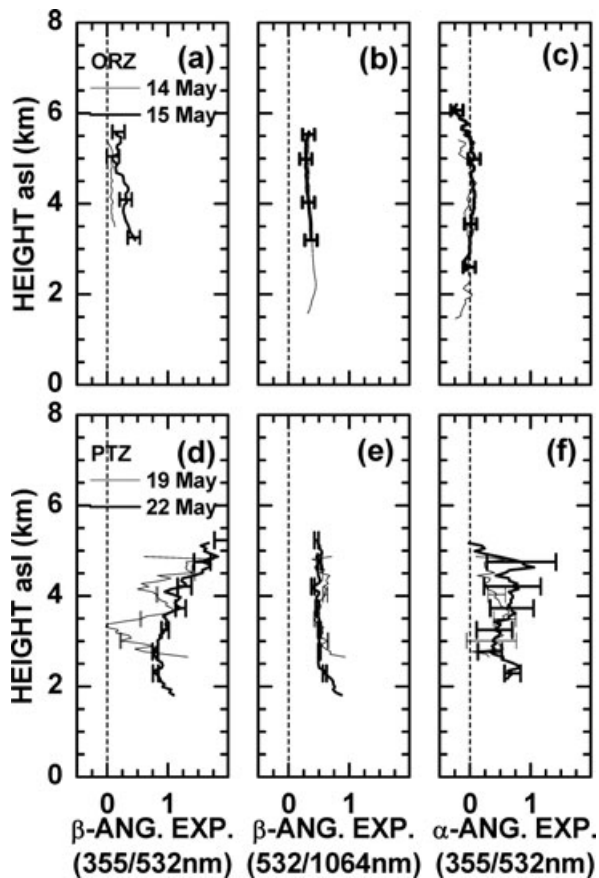 8
ORZ (a) (b) (c)
14 May
6
15 May
HEIGHT asl (km)
4
2
0
8
PTZ (d) (e) (f)
19 May
6
22 May
HEIGHT asl (km)
4
2
0
0 1 0 1 0 1
β-ANG. EXP. β-ANG. EXP. α-ANG. EXP.
(355/532nm) (532/1064nm) (355/532nm)